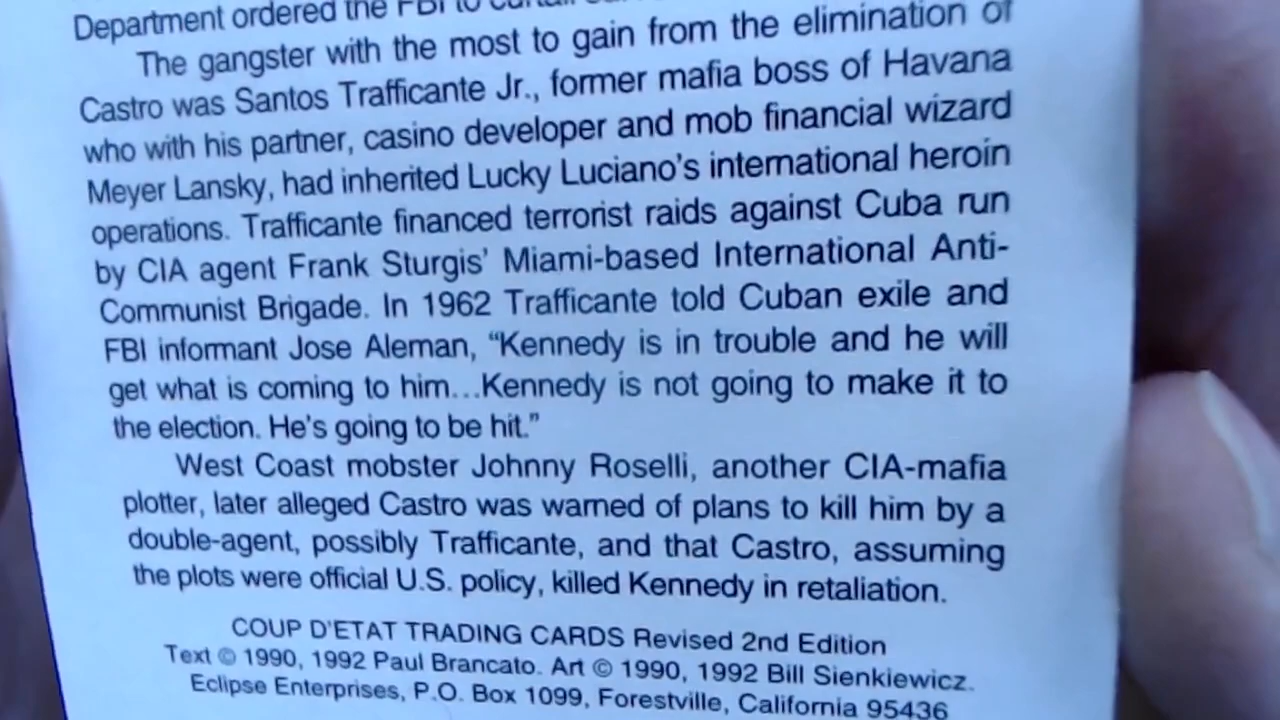 Department ordered the FBI to curtail
The gangster with the most to gain from the elimination of
Castro was Santos Trafficante Jr., former mafia boss of Havana
who with his partner, casino developer and mob financial wizard
Meyer Lansky, had inherited Lucky Luciano's international heroin
operations. Trafficante financed terrorist raids against Cuba run
by CIA agent Frank Sturgis' Miami-based International Anti-
Communist Brigade. In 1962 Trafficante told Cuban exile and
FBI informant Jose Aleman, “Kennedy is in trouble and he will
get what is coming to him...Kennedy is not going to make it to
the election. He's going to be hit.”
West Coast mobster Johnny Roselli, another CIA-mafia
plotter, later alleged Castro was warned of plans to kill him by a
double-agent, possibly Trafficante, and that Castro, assuming
the plots were official U.S. policy, killed Kennedy in retaliation.
COUP D'ETAT TRADING CARDS Revised 2nd Edition
Text © 1990, 1992 Paul Brancato. Art © 1990, 1992 Bill Sienkiewicz.
Eclipse Enterprises, P.O. Box 1099, Forestville, California 95436